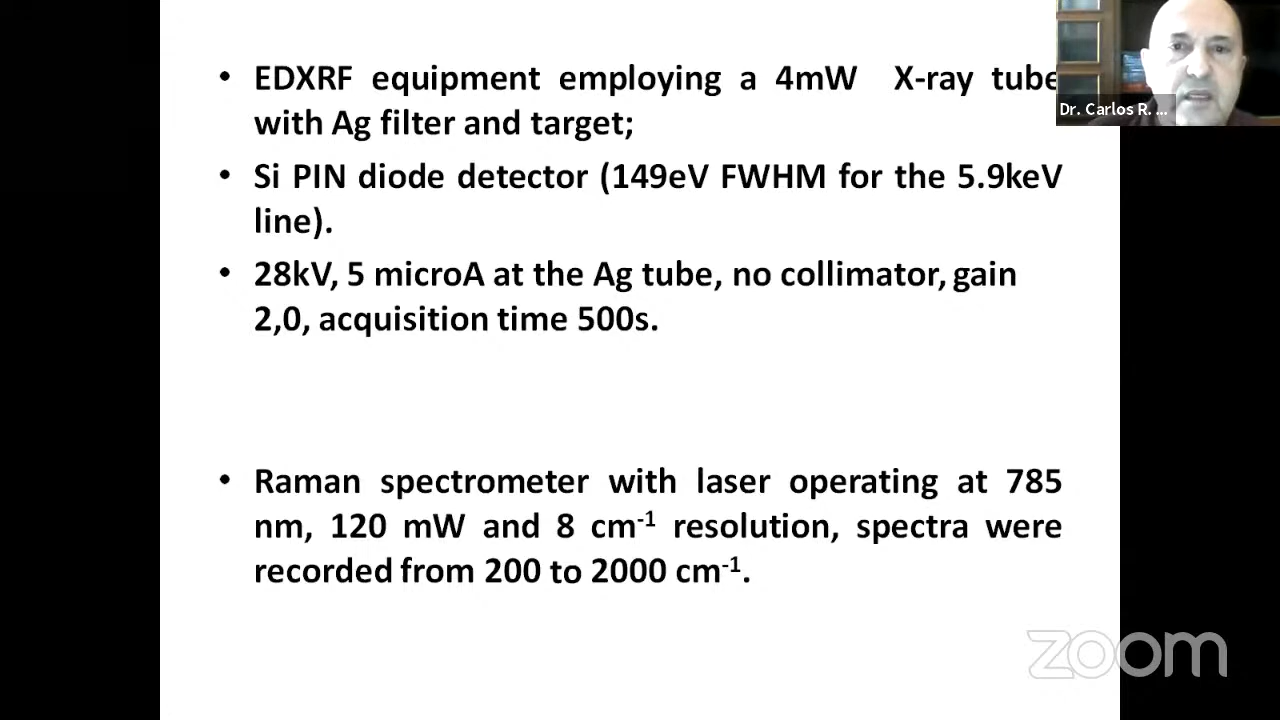 • EDXRF equipment employing a 4mW X-ray tube
with Ag filter and target;
• Si PIN diode detector (149eV FWHM for the 5.9keV
line).
• 28kV, 5 microA at the Ag tube, no collimator, gain
2,0, acquisition time 500s.
• Raman spectrometer with laser operating at 785
nm, 120 mW and 8 cm⁻¹ resolution, spectra were
recorded from 200 to 2000 cm⁻¹.
Dr. Carlos R. ...
zoom